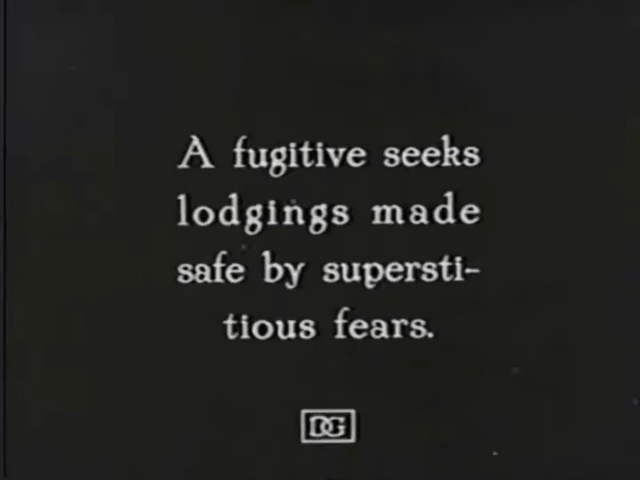 A fugitive seeks
lodgings made
safe by supersti-
tious fears.
DG